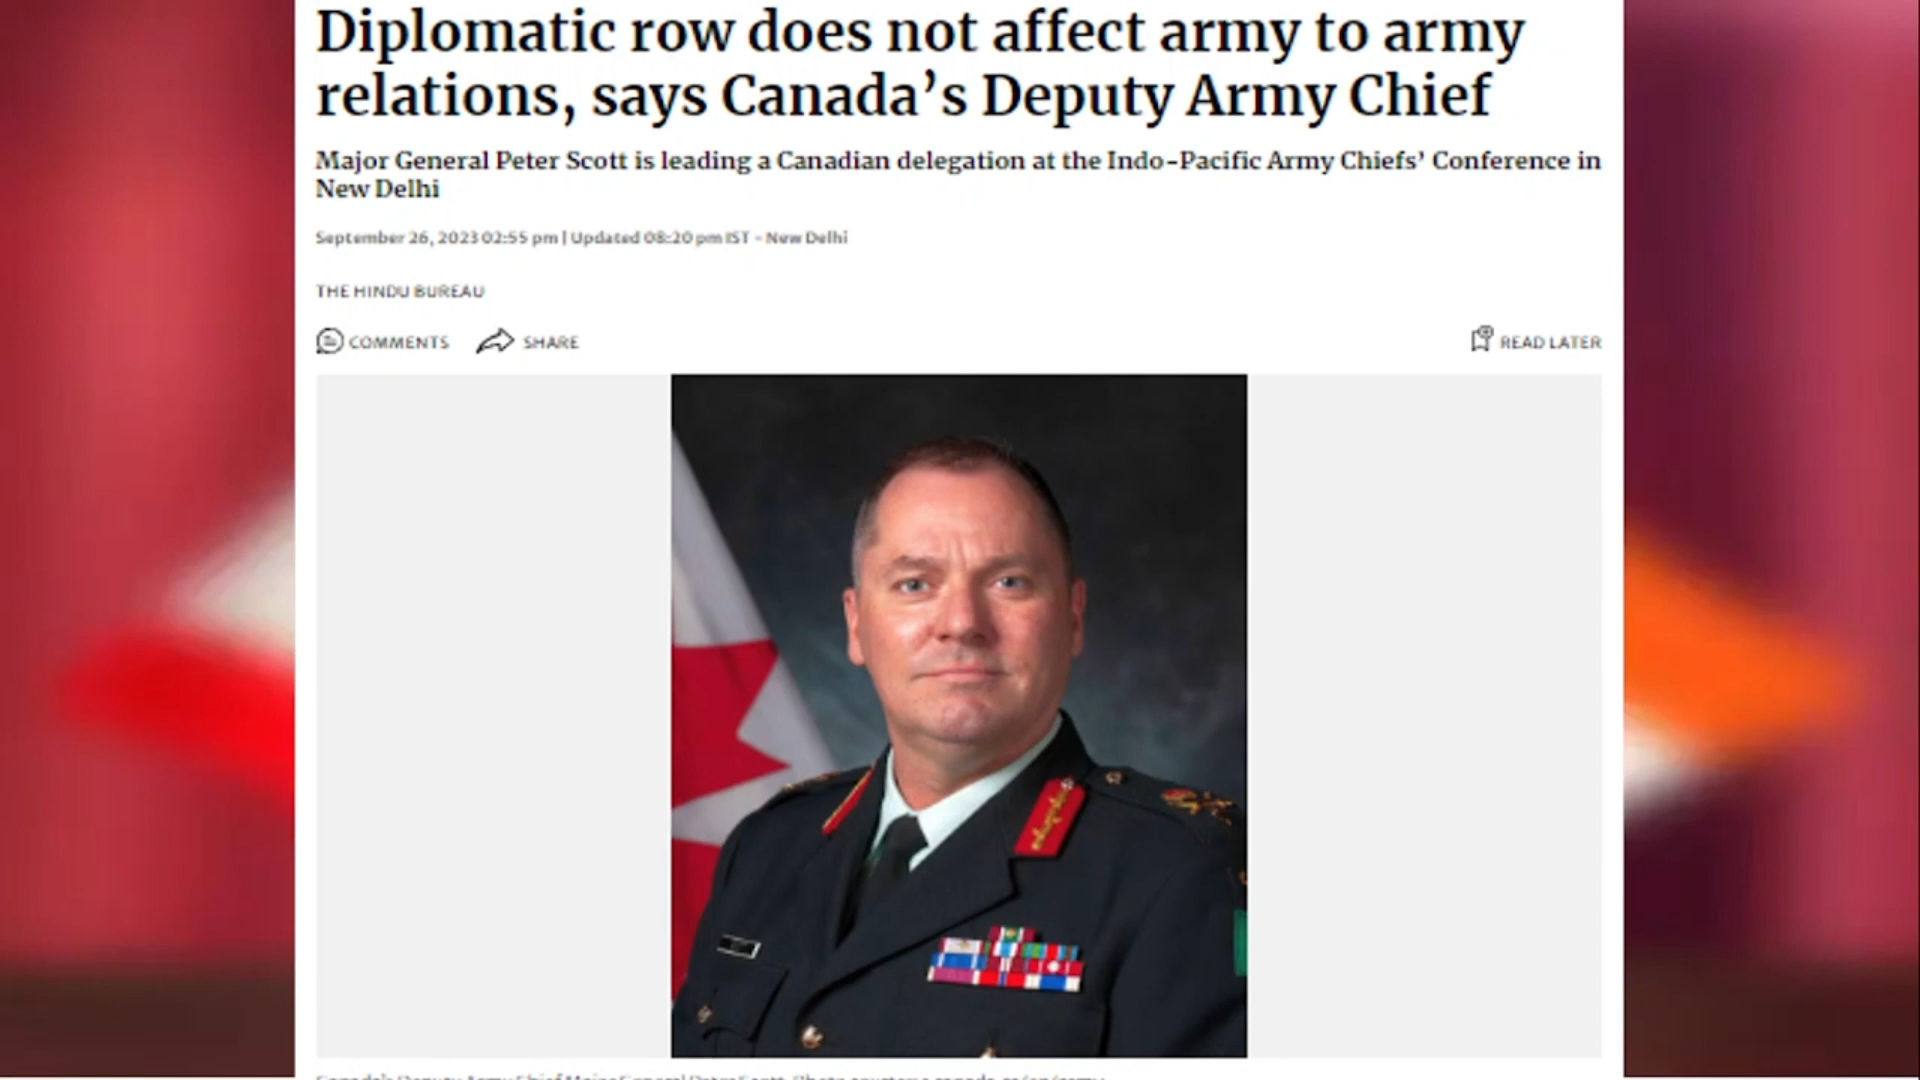 Diplomatic row does not affect army to army
relations, says Canada’s Deputy Army Chief
Major General Peter Scott is leading a Canadian delegation at the Indo-Pacific Army Chiefs’ Conference in
New Delhi
September 26, 2023 02:55 pm | Updated 08:20 pm IST - New Delhi
THE HINDU BUREAU
COMMENTS SHARE READ LATER